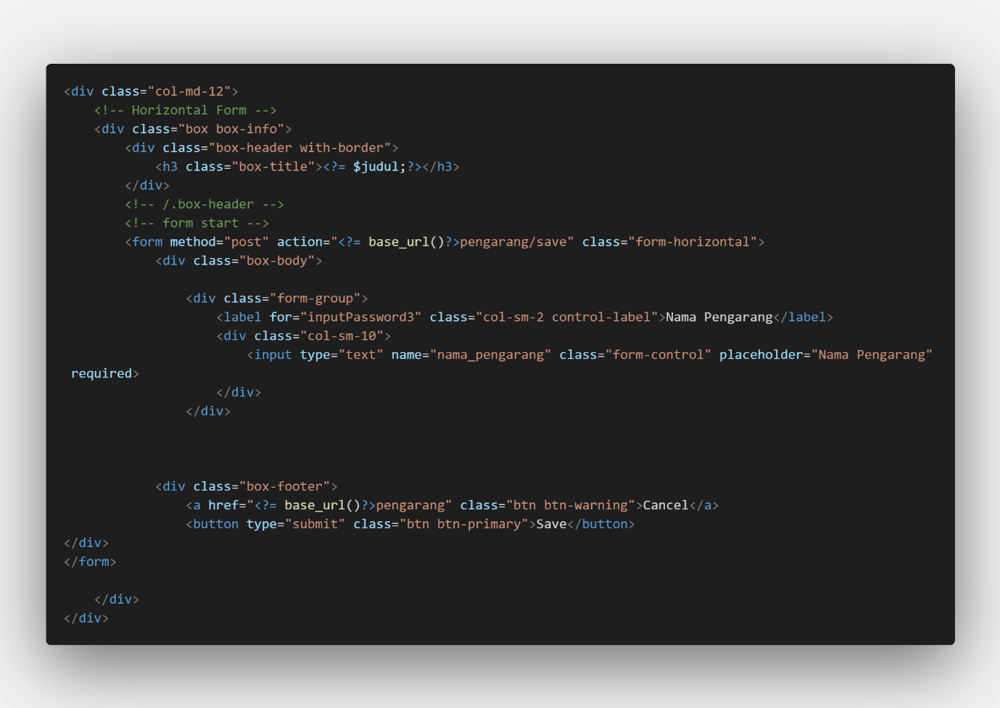 <div class="col-md-12">
    <!-- Horizontal Form -->
    <div class="box box-info">
        <div class="box-header with-border">
            <h3 class="box-title"><?= $judul;?></h3>
        </div>
        <!-- /.box-header -->
        <!-- form start -->
        <form method="post" action="<?= base_url()?>pengarang/save" class="form-horizontal">
            <div class="box-body">

                <div class="form-group">
                    <label for="inputPassword3" class="col-sm-2 control-label">Nama Pengarang</label>
                    <div class="col-sm-10">
                        <input type="text" name="nama_pengarang" class="form-control" placeholder="Nama Pengarang"
 required>
                    </div>
                </div>



            <div class="box-footer">
                <a href="<?= base_url()?>pengarang" class="btn btn-warning">Cancel</a>
                <button type="submit" class="btn btn-primary">Save</button>
</div>
</form>

    </div>
</div>